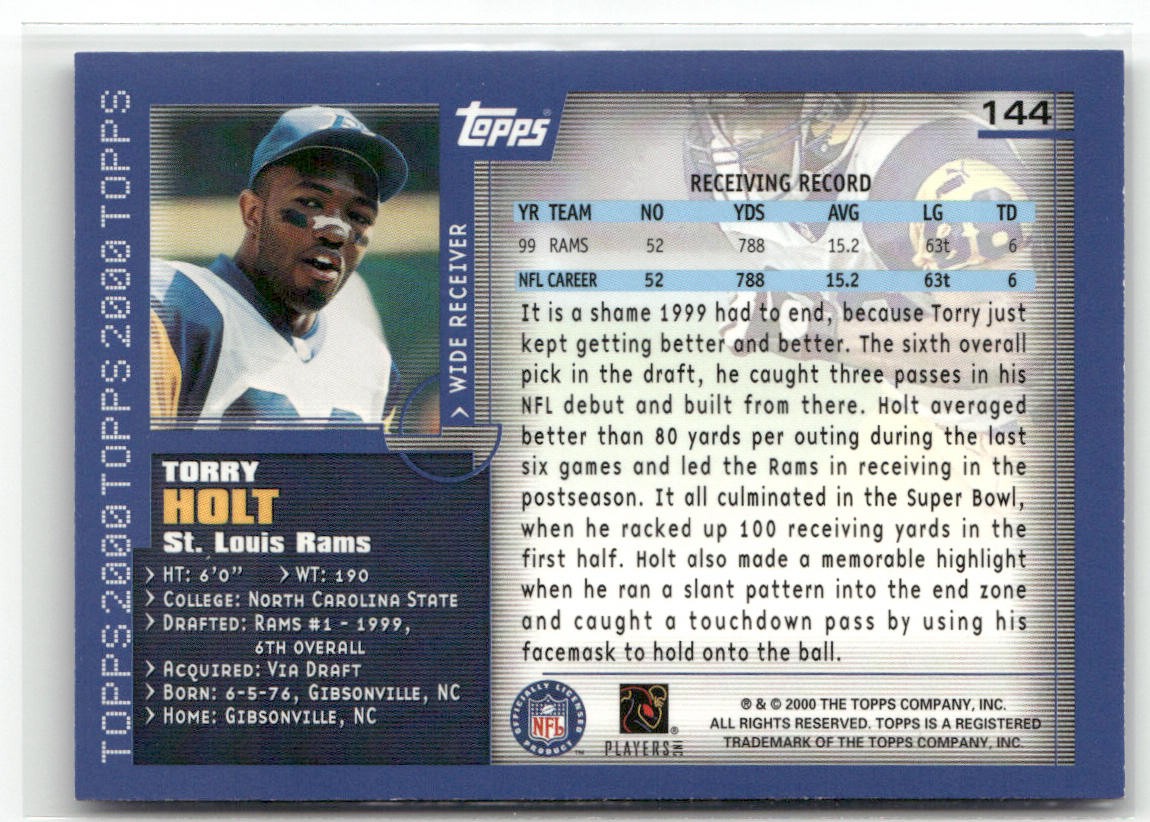 TOPPS 2000 TOPPS 2000 TOPPS 2000 TOPPS
Topps®
144
> WIDE RECEIVER
TORRY
HOLT
St. Louis Rams
> HT: 6'0" > WT: 190
> COLLEGE: NORTH CAROLINA STATE
> DRAFTED: RAMS #1 - 1999,
6TH OVERALL
> ACQUIRED: VIA DRAFT
> BORN: 6-5-76, GIBSONVILLE, NC
> HOME: GIBSONVILLE, NC
RECEIVING RECORD
YR TEAM NO YDS AVG LG TD
99 RAMS 52 788 15.2 63t 6
NFL CAREER 52 788 15.2 63t 6
It is a shame 1999 had to end, because Torry just
kept getting better and better. The sixth overall
pick in the draft, he caught three passes in his
NFL debut and built from there. Holt averaged
better than 80 yards per outing during the last
six games and led the Rams in receiving in the
postseason. It all culminated in the Super Bowl,
when he racked up 100 receiving yards in the
first half. Holt also made a memorable highlight
when he ran a slant pattern into the end zone
and caught a touchdown pass by using his
facemask to hold onto the ball.
OFFICIALLY LICENSED
NFL
PRODUCT
™
PLAYERS INC
®
® & © 2000 THE TOPPS COMPANY, INC.
ALL RIGHTS RESERVED. TOPPS IS A REGISTERED
TRADEMARK OF THE TOPPS COMPANY, INC.